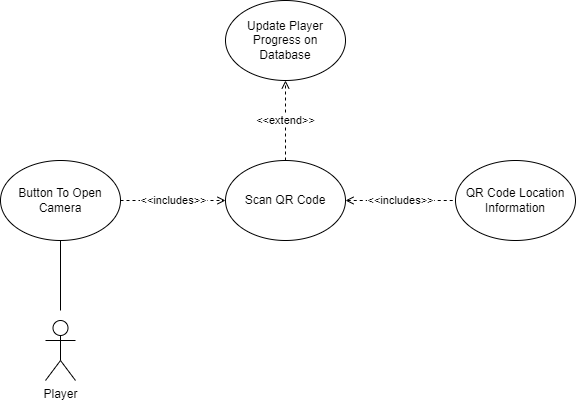 Update Player
Progress on
Database
<<extend>>
Button To Open
Camera
<<includes>>
Scan QR Code
<<includes>>
QR Code Location
Information
Player